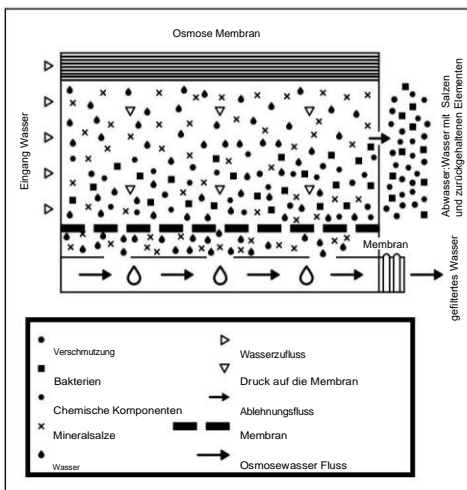 Osmose Membran
Eingang Wasser
Abwasser:Wasser mit Salzen
und zurückgehaltenen Elementen
Membran
gefiltertes Wasser
Verschmutzung
Wasserzufluss
Bakterien
Druck auf die Membran
Chemische Komponenten
Ablehnungsfluss
Mineralsalze
Membran
Wasser
Osmosewasser Fluss